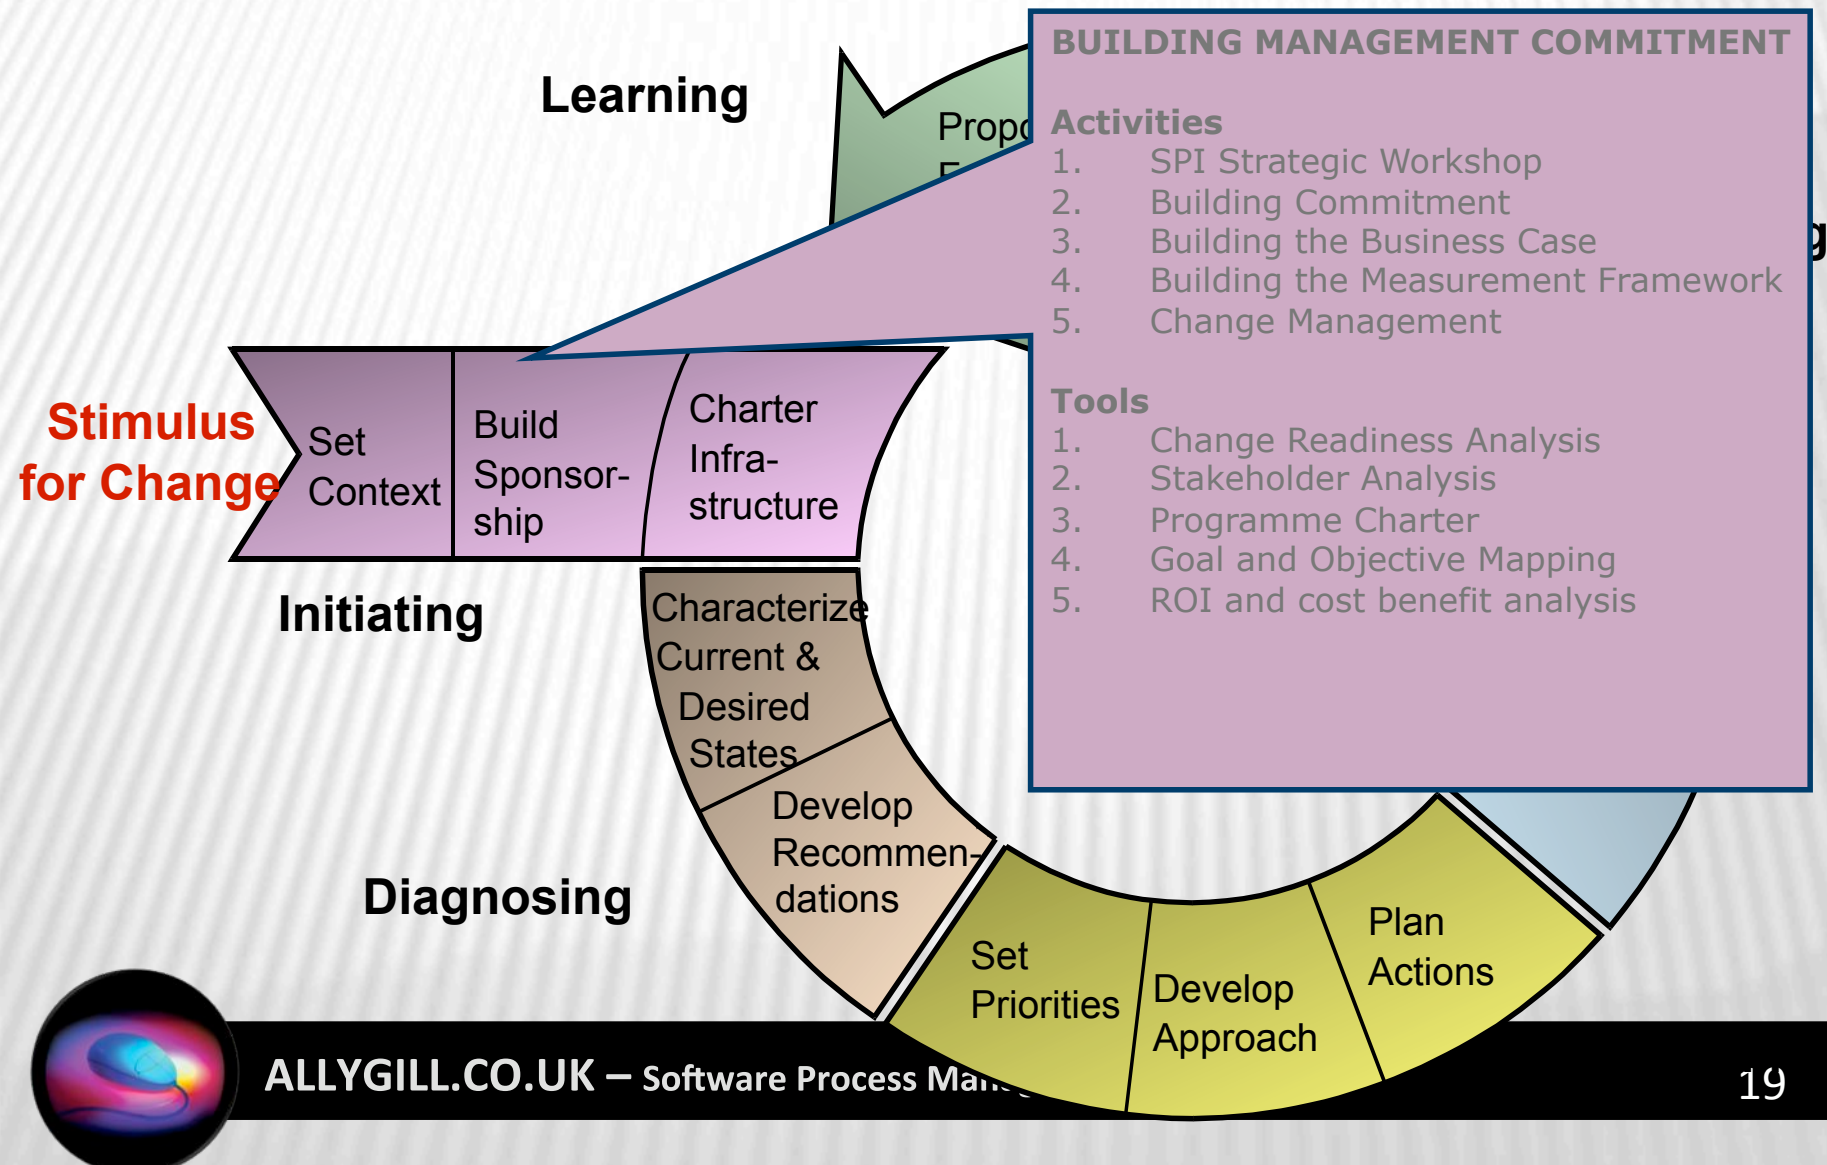 BUILDING MANAGEMENT COMMITMENT
Activities
1. SPI Strategic Workshop
2. Building Commitment
3. Building the Business Case
4. Building the Measurement Framework
5. Change Management
Tools
1. Change Readiness Analysis
2. Stakeholder Analysis
3. Programme Charter
4. Goal and Objective Mapping
5. ROI and cost benefit analysis
Learning
Stimulus
for Change
Set
Context
Build
Sponsor-
ship
Charter
Infra-
structure
Initiating
Characterize
Current &
Desired
States
Develop
Recommen-
dations
Diagnosing
Set
Priorities
Develop
Approach
Plan
Actions
ALLYGILL.CO.UK – Software Process
19